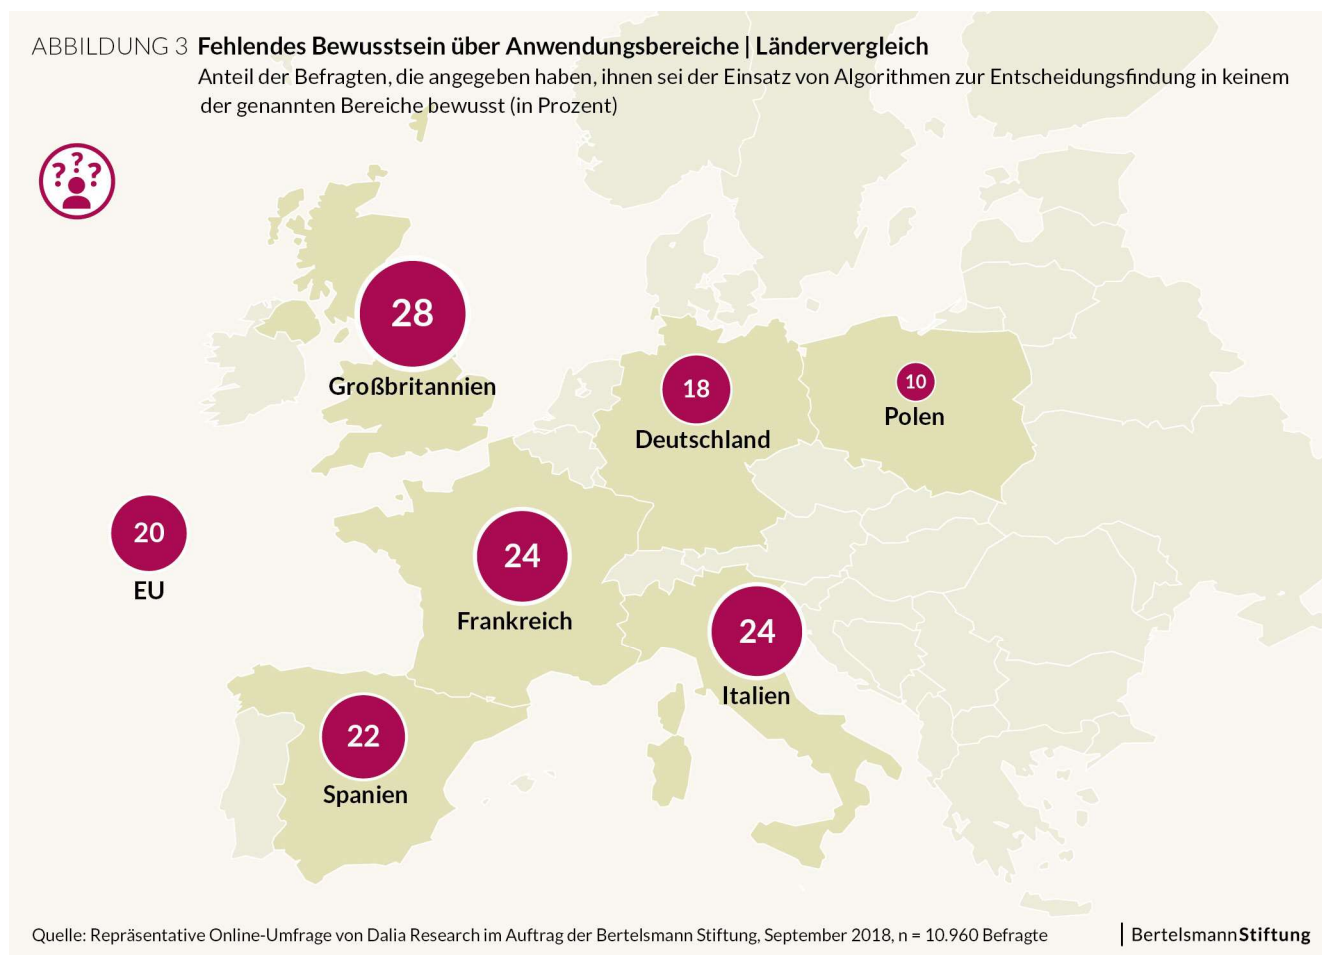 ABBILDUNG 3 Fehlendes Bewusstsein über Anwendungsbereiche | Ländervergleich
Anteil der Befragten, die angegeben haben, ihnen sei der Einsatz von Algorithmen zur Entscheidungsfindung in keinem
der genannten Bereiche bewusst (in Prozent)
? ? ?
28
Großbritannien
18
Deutschland
10
Polen
20
EU
24
Frankreich
24
Italien
22
Spanien
Quelle: Repräsentative Online-Umfrage von Dalia Research im Auftrag der Bertelsmann Stiftung, September 2018, n = 10.960 Befragte
BertelsmannStiftung